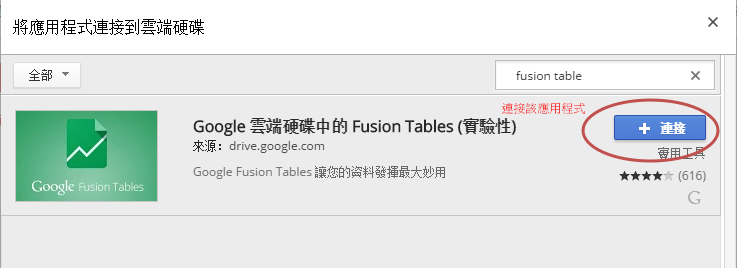 將應用程式連接到雲端硬碟
全部
fusion table
連接該應用程式
Google 雲端硬碟中的 Fusion Tables (實驗性)
+ 連接
來源：drive.google.com
實用工具
Google Fusion Tables 讓您的資料發揮最大妙用
(616)
Google Fusion Tables
G